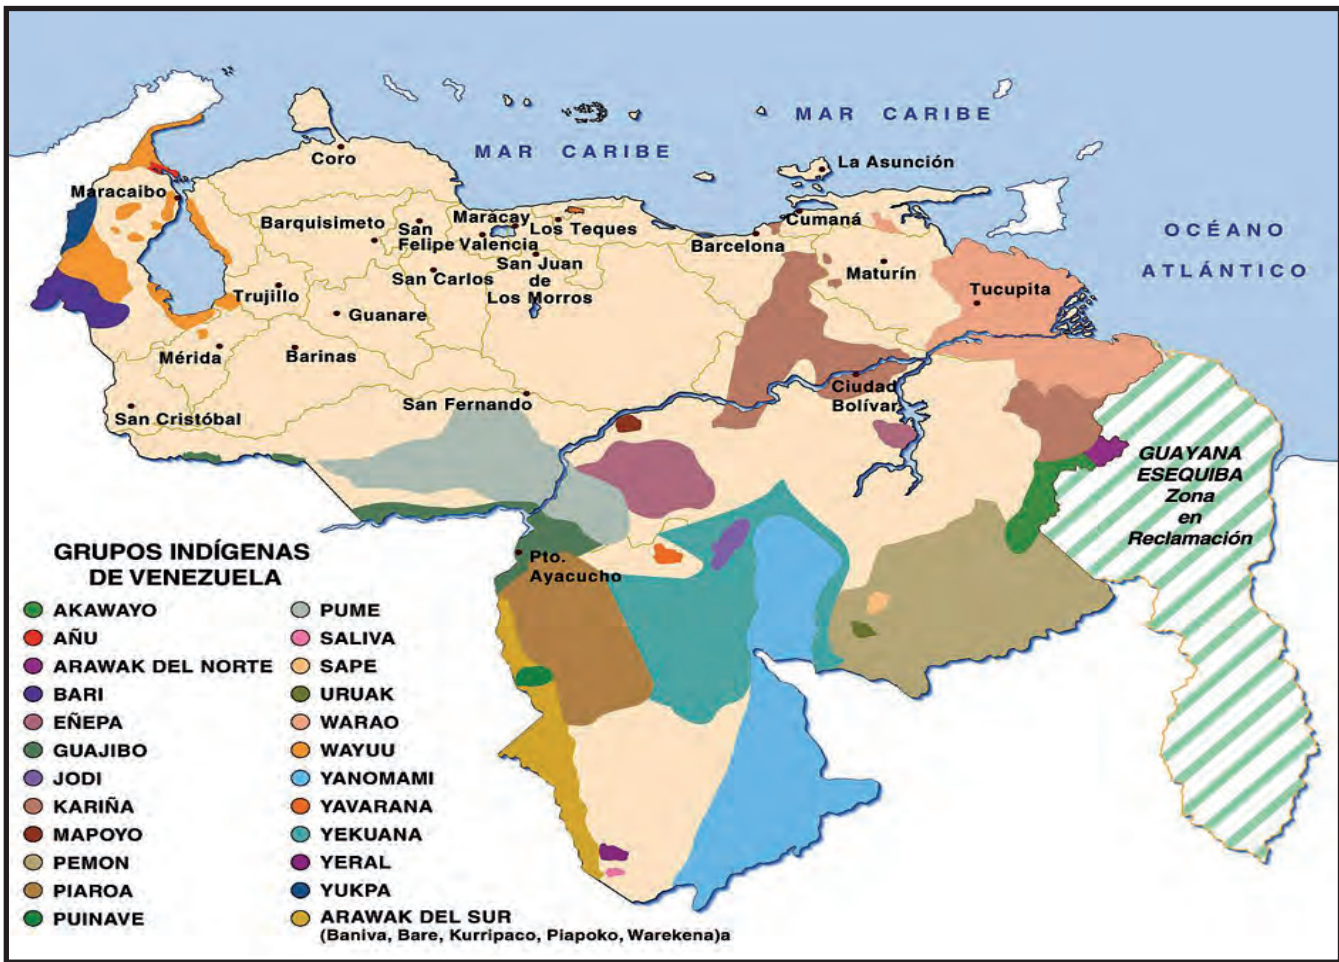 MAR CARIBE
MAR CARIBE
OCÉANO
ATLÁNTICO
Coro
La Asunción
Maracaibo
Barquisimeto
San
Felipe
Maracay
Valencia
Los Teques
Cumaná
Barcelona
San Carlos
San Juan
de
Los Morros
Maturín
Tucupita
Trujillo
Guanare
Mérida
Barinas
San Cristóbal
San Fernando
Ciudad
Bolívar
Pto.
Ayacucho
GUAYANA
ESEQUIBA
Zona
en
Reclamación
GRUPOS INDÍGENAS
DE VENEZUELA
AKAWAYO
AÑU
ARAWAK DEL NORTE
BARI
EÑEPA
GUAJIBO
JODI
KARIÑA
MAPOYO
PEMON
PIAROA
PUINAVE
PUME
SALIVA
SAPE
URUAK
WARAO
WAYUU
YANOMAMI
YAVARANA
YEKUANA
YERAL
YUKPA
ARAWAK DEL SUR
(Baniva, Bare, Kurripaco, Piapoko, Warekena)a